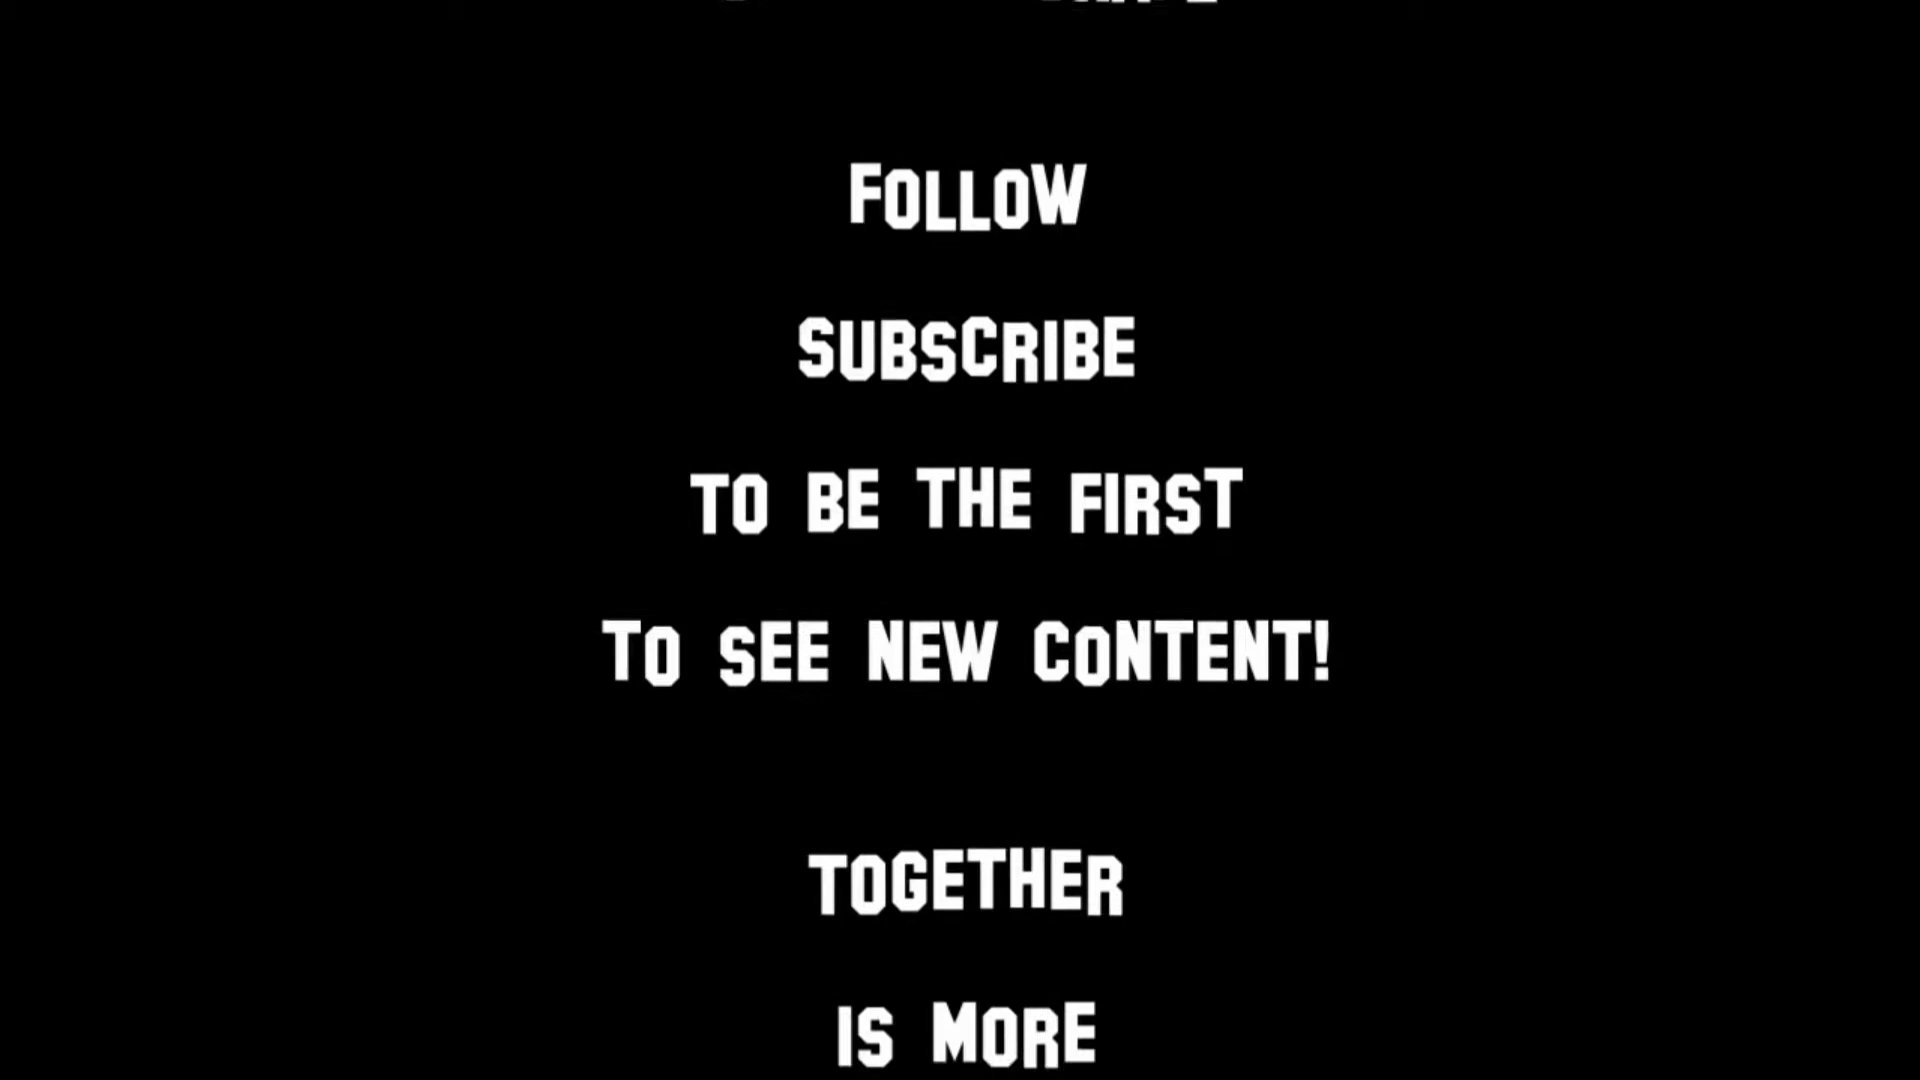 FOLLOW
SUBSCRIBE
TO BE THE FIRST
TO SEE NEW CONTENT!
TOGETHER
IS MORE